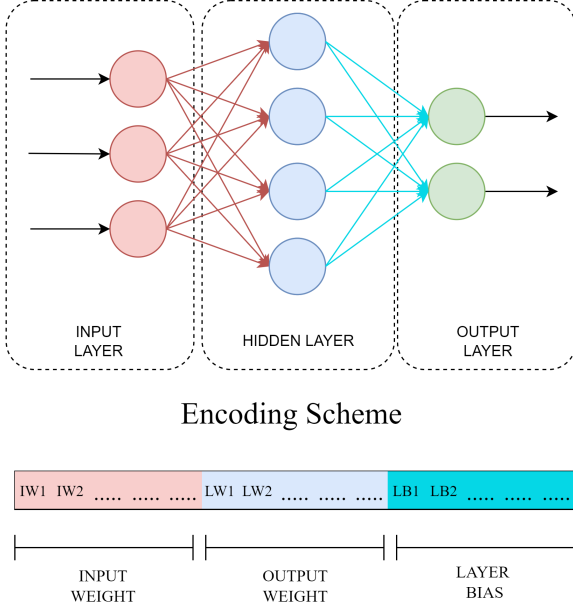 INPUT
LAYER
HIDDEN LAYER
OUTPUT
LAYER
Encoding Scheme
IW1 IW2 ..... ..... ..... LW1 LW2 ..... ..... ..... LB1 LB2 ..... ..... .....
INPUT
WEIGHT
OUTPUT
WEIGHT
LAYER
BIAS